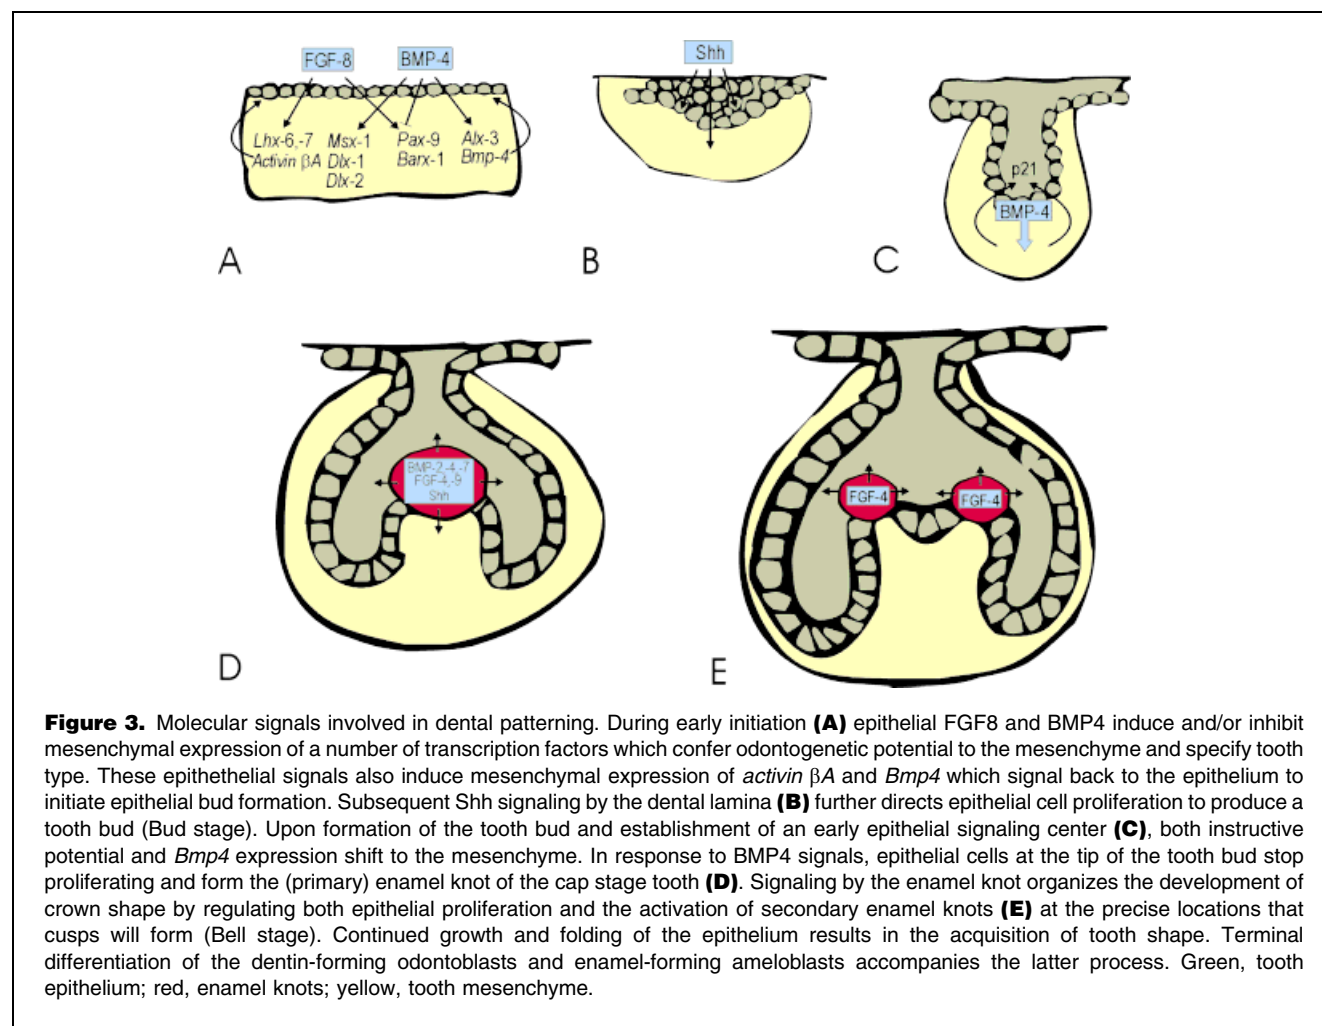 FGF-8 BMP-4
Lhx-6,-7 Msx-1 Pax-9 Alx-3
Activin βA Dlx-1 Barx-1 Bmp-4
Dlx-2
A
Shh
B
p21
BMP-4
C
BMP-2,-4,-7
FGF-4,-9
Shh
D
FGF-4 FGF-4
E
Figure 3. Molecular signals involved in dental patterning. During early initiation (A) epithelial FGF8 and BMP4 induce and/or inhibit
mesenchymal expression of a number of transcription factors which confer odontogenetic potential to the mesenchyme and specify tooth
type. These epithethelial signals also induce mesenchymal expression of activin βA and Bmp4 which signal back to the epithelium to
initiate epithelial bud formation. Subsequent Shh signaling by the dental lamina (B) further directs epithelial cell proliferation to produce a
tooth bud (Bud stage). Upon formation of the tooth bud and establishment of an early epithelial signaling center (C), both instructive
potential and Bmp4 expression shift to the mesenchyme. In response to BMP4 signals, epithelial cells at the tip of the tooth bud stop
proliferating and form the (primary) enamel knot of the cap stage tooth (D). Signaling by the enamel knot organizes the development of
crown shape by regulating both epithelial proliferation and the activation of secondary enamel knots (E) at the precise locations that
cusps will form (Bell stage). Continued growth and folding of the epithelium results in the acquisition of tooth shape. Terminal
differentiation of the dentin-forming odontoblasts and enamel-forming ameloblasts accompanies the latter process. Green, tooth
epithelium; red, enamel knots; yellow, tooth mesenchyme.